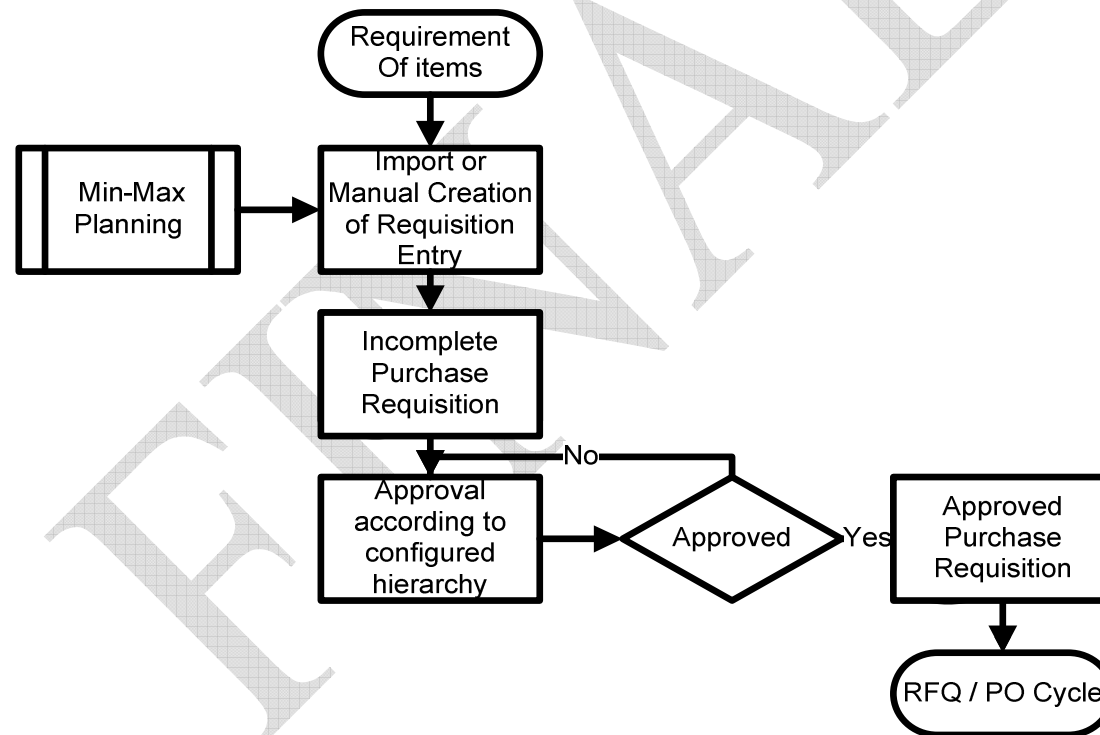 Requirement
Of items
Min-Max
Planning
Import or
Manual Creation
of Requisition
Entry
Incomplete
Purchase
Requisition
No
Approval
according to
configured
hierarchy
Approved
Yes
Approved
Purchase
Requisition
RFQ / PO Cycle
FINAL